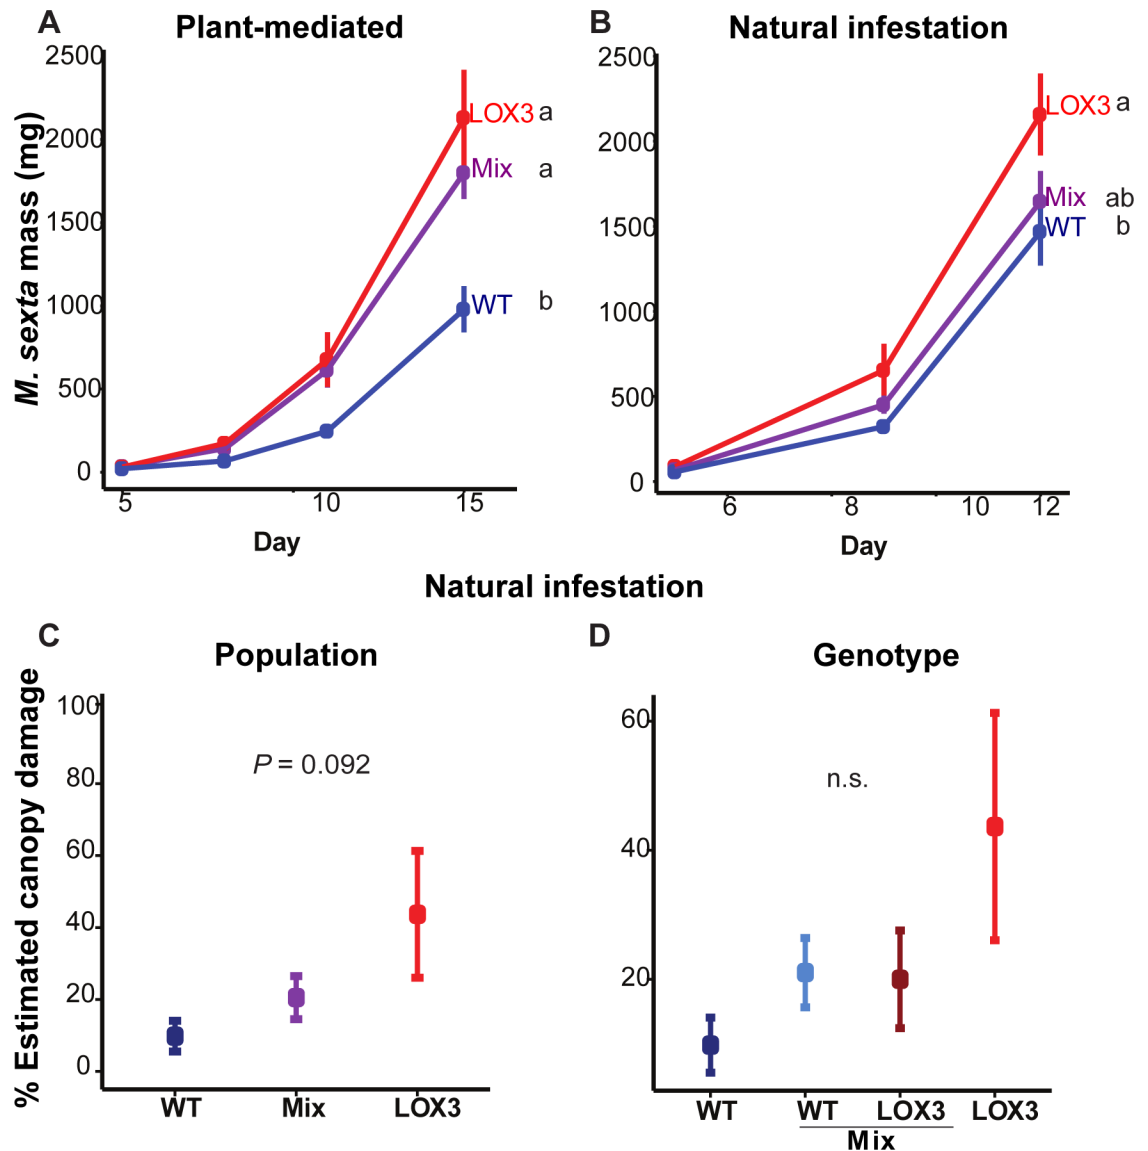 A
Plant-mediated
2500
2000
1500
1000
500
0
M. sexta mass (mg)
LOX3 a
Mix a
WT b
5 10 15
Day
B
Natural infestation
2500
2000
1500
1000
500
0
LOX3 a
Mix ab
WT b
6 8 10 12
Day
Natural infestation
C
Population
% Estimated canopy damage
100
80
60
40
20
0
P = 0.092
WT Mix LOX3
D
Genotype
60
40
20
n.s.
WT WT LOX3 LOX3
Mix